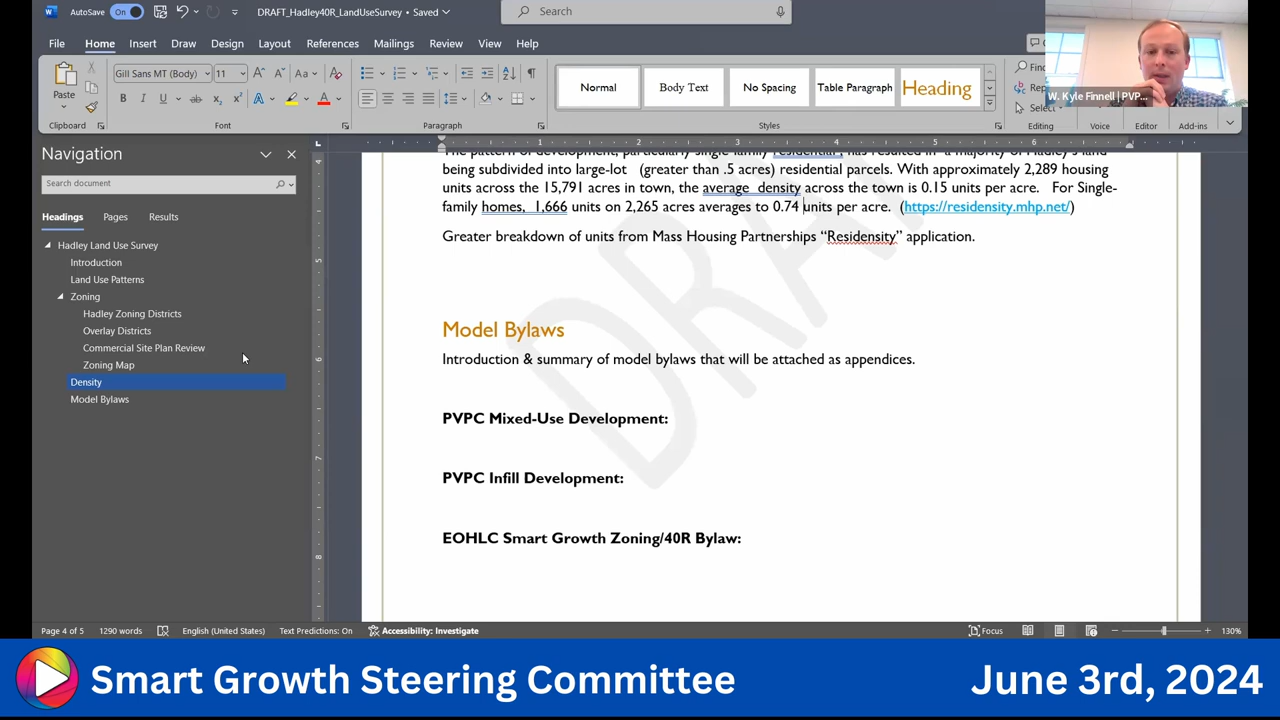 AutoSave On DRAFT_Hadley40R_LandUseSurvey • Saved Search
File Home Insert Draw Design Layout References Mailings Review View Help
Paste Gill Sans MT (Body) 11 A A Aa Normal Body Text No Spacing Table Paragraph Heading
B I U W. Kyle Finnell | PVP...
Clipboard Font Paragraph Styles Editing Voice Editor Add-ins
Navigation
Search document
Headings Pages Results
Hadley Land Use Survey
Introduction
Land Use Patterns
Zoning
Hadley Zoning Districts
Overlay Districts
Commercial Site Plan Review
Zoning Map
Density
Model Bylaws
being subdivided into large-lot (greater than .5 acres) residential parcels. With approximately 2,289 housing
units across the 15,791 acres in town, the average density across the town is 0.15 units per acre. For Single-
family homes, 1,666 units on 2,265 acres averages to 0.74 units per acre. (https://residensity.mhp.net/)
Greater breakdown of units from Mass Housing Partnerships “Residensity” application.
Model Bylaws
Introduction & summary of model bylaws that will be attached as appendices.
PVPC Mixed-Use Development:
PVPC Infill Development:
EOHLC Smart Growth Zoning/40R Bylaw:
DRA
Page 4 of 5 1290 words English (United States) Text Predictions: On Accessibility: Investigate Focus 130%
Smart Growth Steering Committee June 3rd, 2024